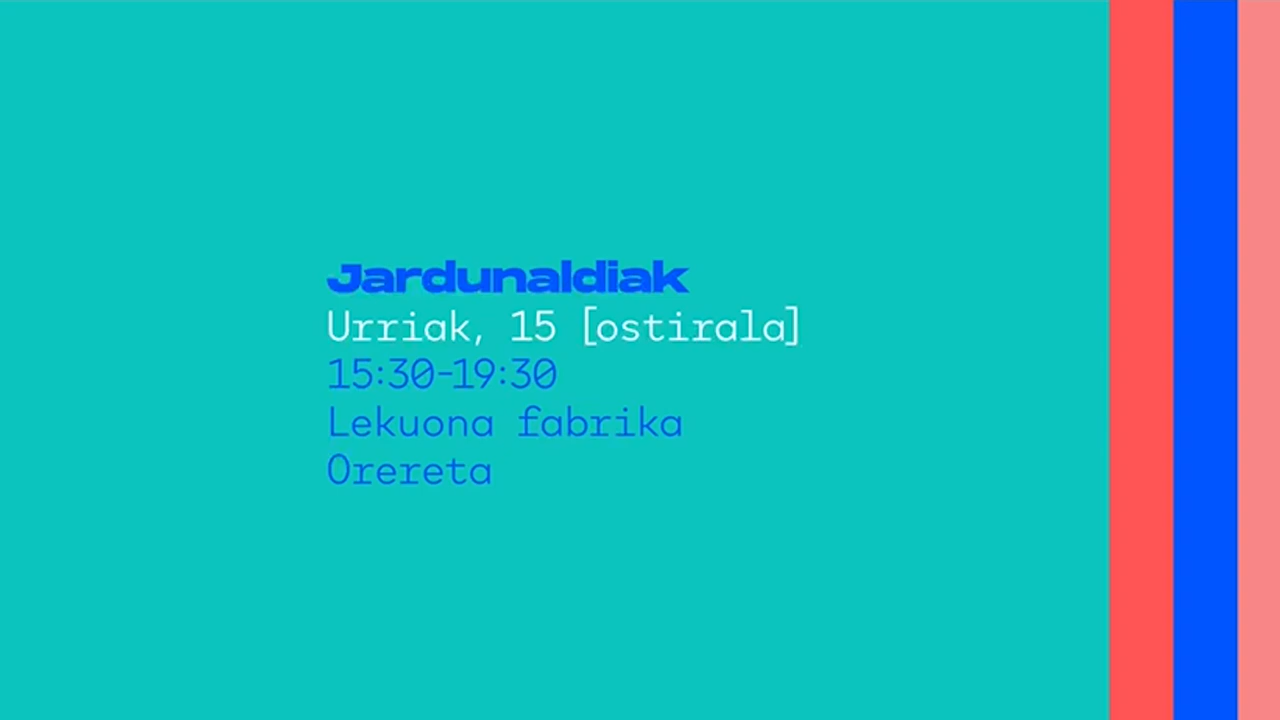 Jardunaldiak
Urriak, 15 [ostirala]
15:30-19:30
Lekuona fabrika
Orereta